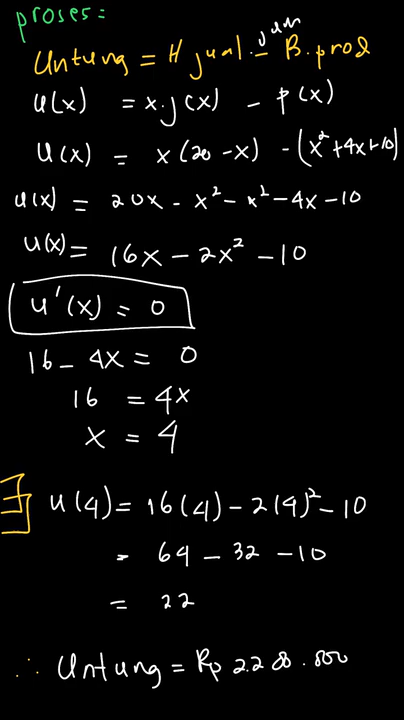 proses=
Untung = H jual . jum - B. prod
u(x) = x.j(x) - p(x)
u(x) = x(20-x) - (x²+4x+10)
u(x) = 20x - x² - x² - 4x - 10
u(x) = 16x - 2x² - 10
u'(x) = 0
16 - 4x = 0
16 = 4x
x = 4
∃ u(4) = 16(4) - 2(4)² - 10
= 64 - 32 - 10
= 22
∴ Untung = Rp 2.200.000